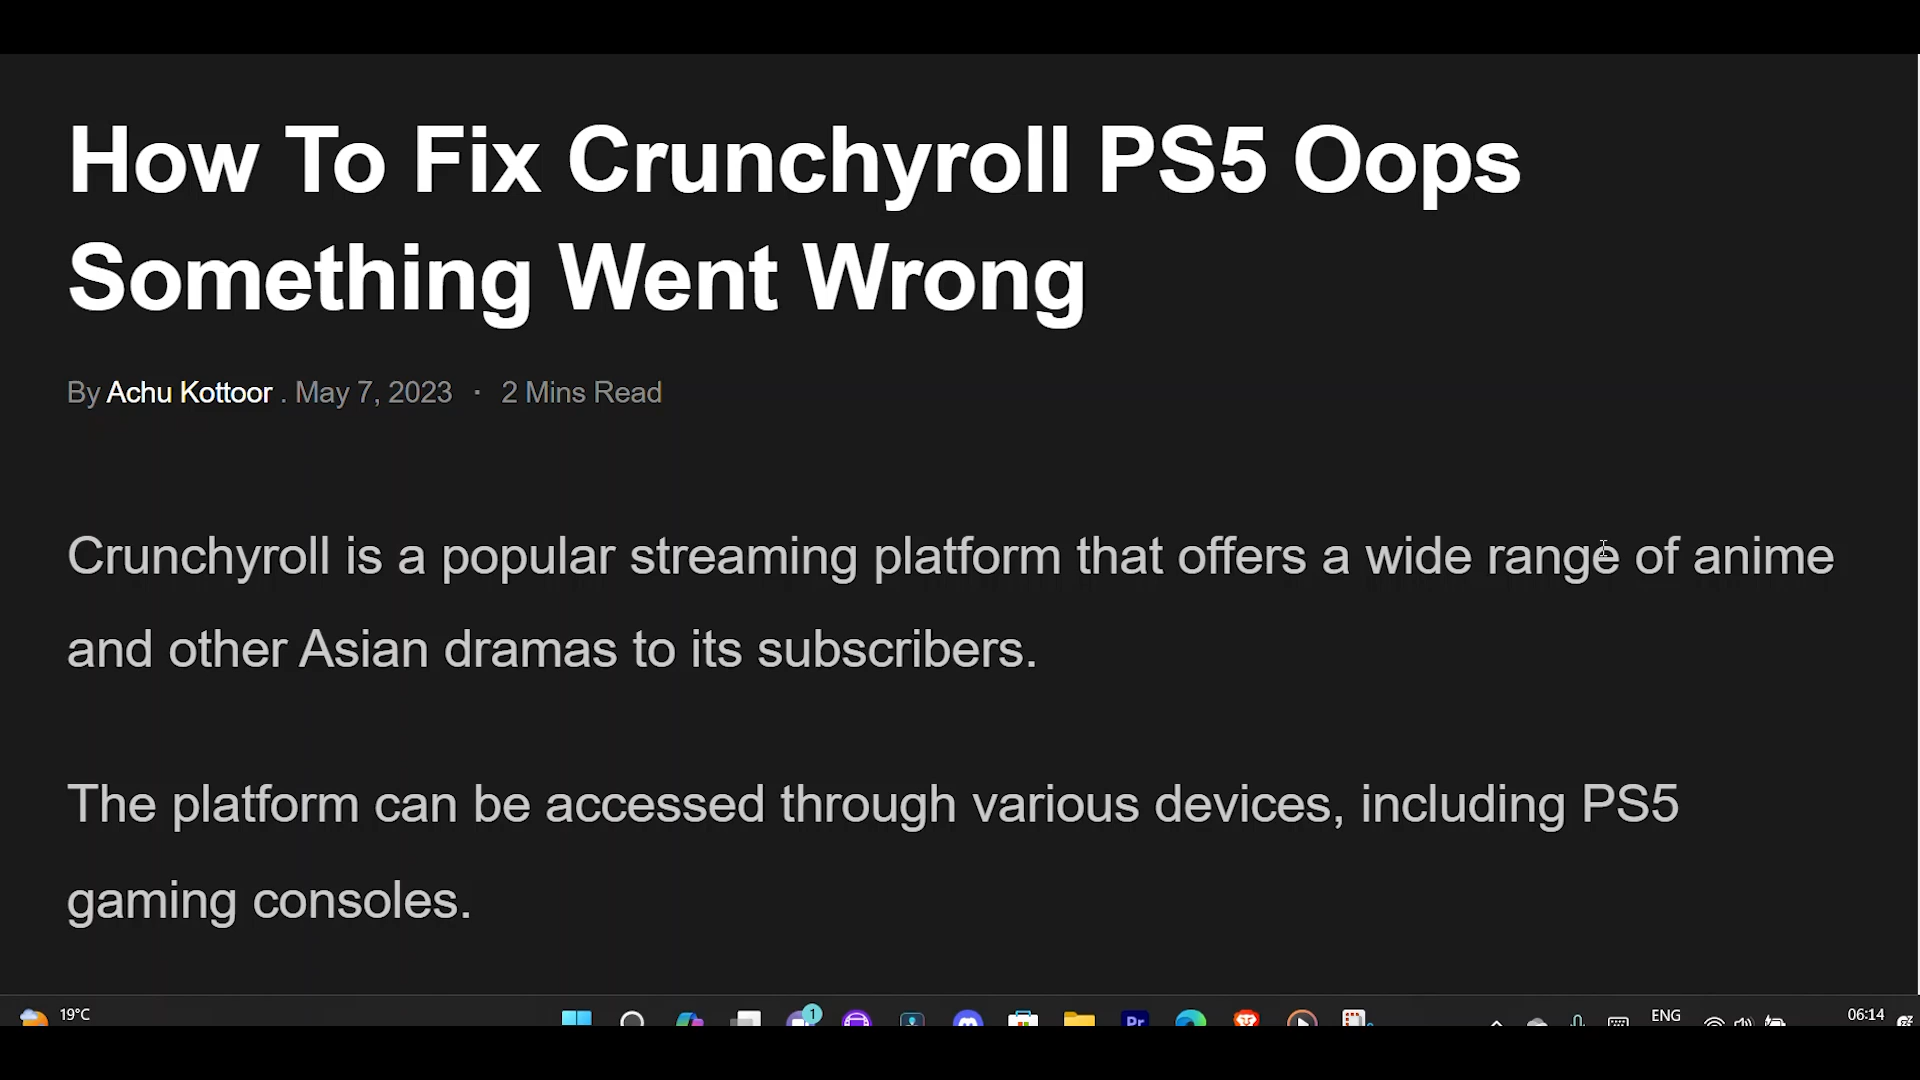 How To Fix Crunchyroll PS5 Oops
Something Went Wrong
By Achu Kottoor . May 7, 2023 · 2 Mins Read
Crunchyroll is a popular streaming platform that offers a wide range of anime
and other Asian dramas to its subscribers.
The platform can be accessed through various devices, including PS5
gaming consoles.
19°C
1
Pr
ENG
06:14